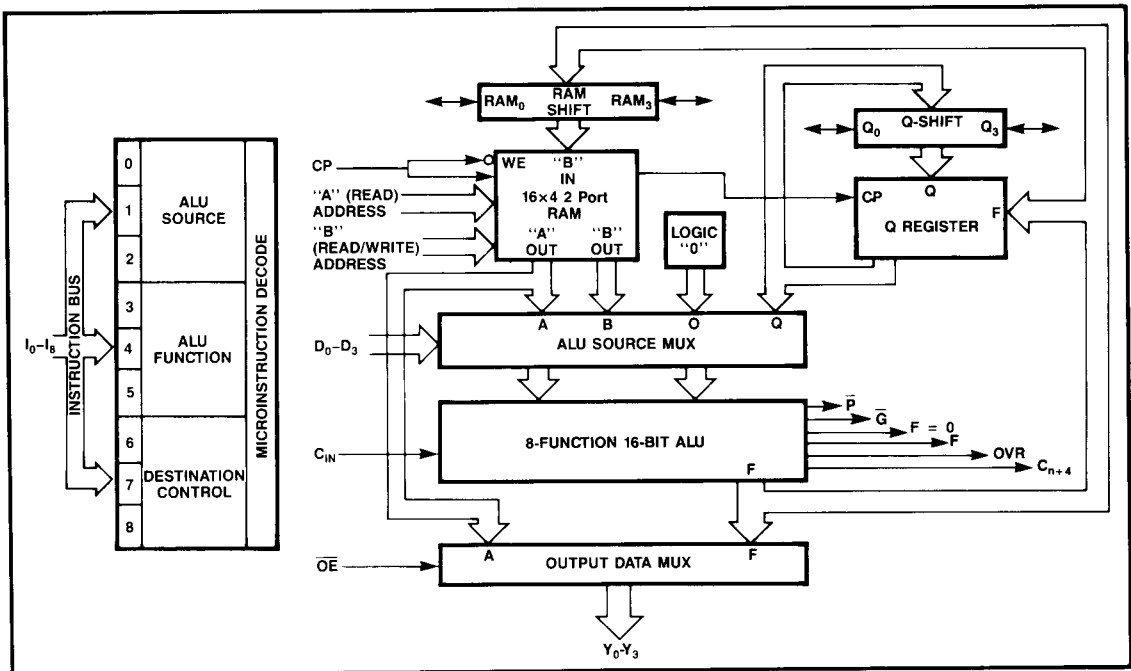 RAM₀ RAM SHIFT RAM₃
Q₀ Q-SHIFT Q₃
Q
CP
F
Q REGISTER
CP
WE "B"
IN
16×4 2 Port
RAM
"A" "B"
OUT OUT
"A" (READ)
ADDRESS
"B"
(READ/WRITE)
ADDRESS
LOGIC
"0"
0
1
2
3
4
5
6
7
8
ALU
SOURCE
ALU
FUNCTION
DESTINATION
CONTROL
MICROINSTRUCTION DECODE
INSTRUCTION BUS
I₀–I₈
D₀–D₃
A B O Q
ALU SOURCE MUX
C_IN
8-FUNCTION 16-BIT ALU
F
P̅
G̅
F = 0
F
OVR
Cₙ₊₄
O̅E̅
A F
OUTPUT DATA MUX
Y₀–Y₃